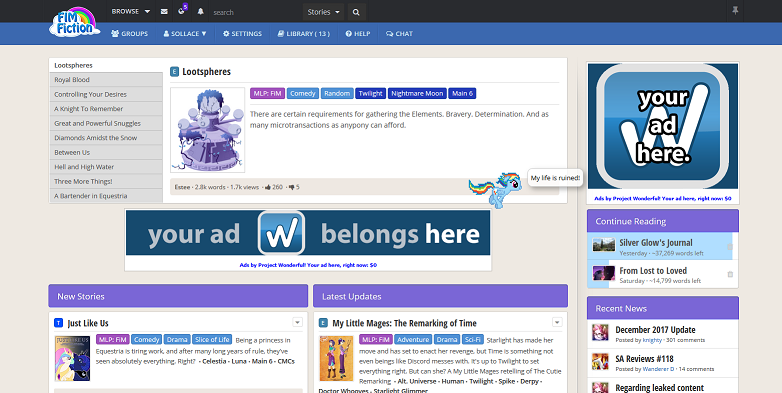 FIM Fiction
BROWSE
5
search
Stories
GROUPS
SOLLACE
SETTINGS
LIBRARY ( 13! )
HELP
CHAT
Lootspheres
Royal Blood
Controlling Your Desires
A Knight To Remember
Great and Powerful Snuggles
Diamonds Amidst the Snow
Between Us
Hell and High Water
Three More Things!
A Bartender in Equestria
E Lootspheres
MLP: FiM Comedy Random Twilight Nightmare Moon Main 6
There are certain requirements for gathering the Elements. Bravery. Determination. And as
many microtransactions as anypony can afford.
Estee · 2.8k words · 1.7k views · 260 · 5
My life is ruined!
your
ad
here.
Ads by Project Wonderful! Your ad here, right now: $0
your ad W belongs here
Ads by Project Wonderful! Your ad here, right now: $0
Continue Reading
Silver Glow's Journal
Yesterday · ~37,269 words left
From Lost to Loved
Saturday · ~14,799 words left
New Stories
T Just Like Us
JUST LIKE US
MLP: FiM Comedy Drama Slice of Life Being a princess in
Equestria is tiring work, and after many long years of rule, they've
seen absolutely everything. Right? - Celestia · Luna · Main 6 · CMCs
Latest Updates
E My Little Mages: The Remarking of Time
MLP: FiM Adventure Drama Sci-Fi Starlight has made her
move and has set to enact her revenge, but Time is something not
even beings like Discord messes with. It's up to Twilight to set
everything right. But can she? A My Little Mages retelling of The Cutie
Remarking - Alt. Universe · Human · Twilight · Spike · Derpy ·
Doctor Whooves · Starlight Glimmer
Recent News
December 2017 Update
Posted by knighty · 301 comments
SA Reviews #118
Posted by Wanderer D · 14 comments
Regarding leaked content